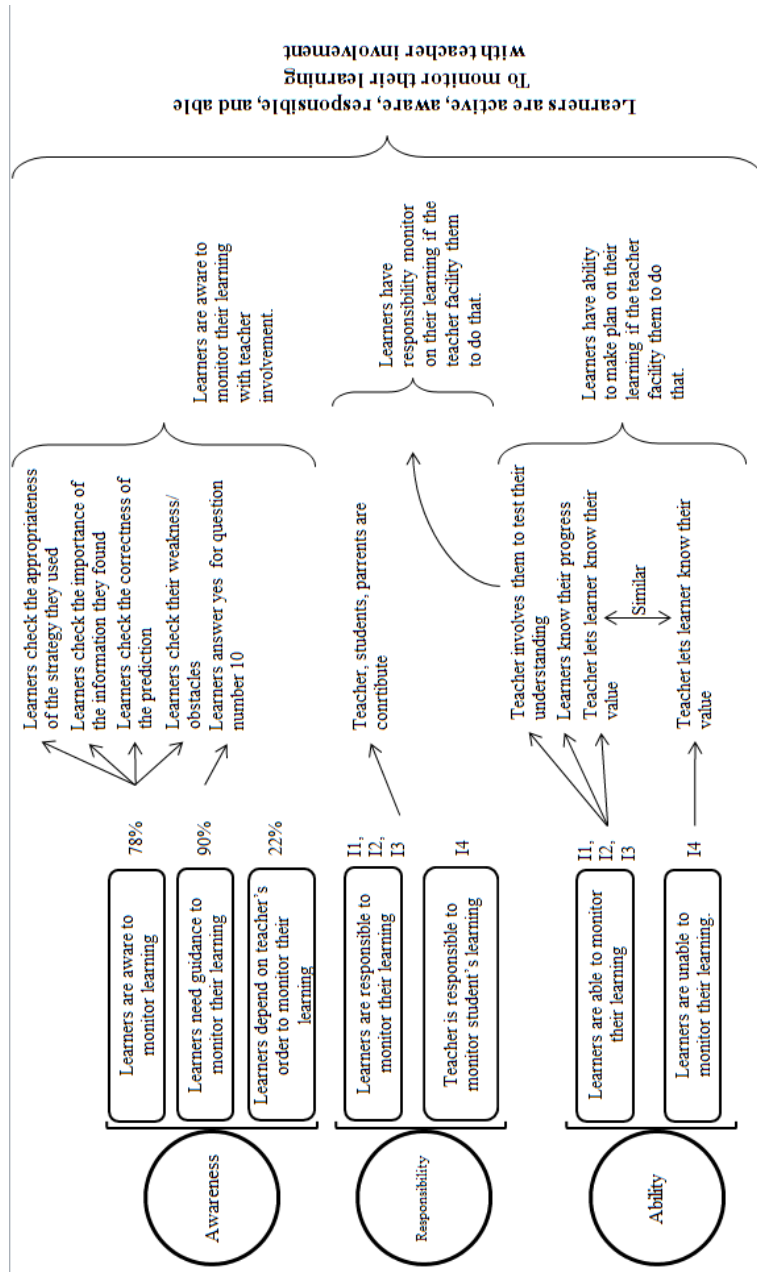 Awareness
Learners are aware to
monitor learning
78%
Learners check the appropriateness
of the strategy they used
Learners check the importance of
the information they found
Learners check the correctness of
the prediction
Learners check their weakness/
obstacles
Learners need guidance to
monitor their learning
90%
Learners answer yes for question
number 10
Learners depend on teacher's
order to monitor their
learning
22%
Learners are aware to
monitor their learning
with teacher
involvement.
Responsibility
Learners are responsible to
monitor their learning
I1,
I2,
I3
Teacher, students, parrents are
conrtibute
Teacher is responsible to
monitor student's learning
I4
Learners have
responsibility monitor
on their learning if the
teacher facility them
to do that.
Ability
Learners are able to monitor
their learning
I1,
I2,
I3
Teacher involves them to test their
understanding
Learners know their progress
Teacher lets learner know their
value
Similar
Learners are unable to
monitor their learning.
I4
Teacher lets learner know their
value
Learners have ability
to make plan on their
learning if the teacher
facility them to do
that.
Learners are active, aware, responsible, and able
To monitor their learning
with teacher involvement